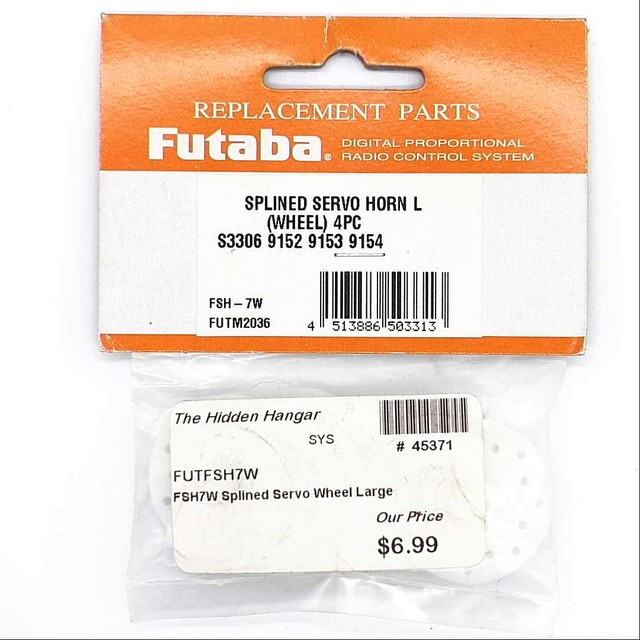 REPLACEMENT PARTS
Futaba® DIGITAL PROPORTIONAL
RADIO CONTROL SYSTEM
SPLINED SERVO HORN L
(WHEEL) 4PC
S3306 9152 9153 9154
FSH – 7W
FUTM2036
4 513886 503313
The Hidden Hangar
SYS
# 45371
FUTFSH7W
FSH7W Splined Servo Wheel Large
Our Price
$6.99